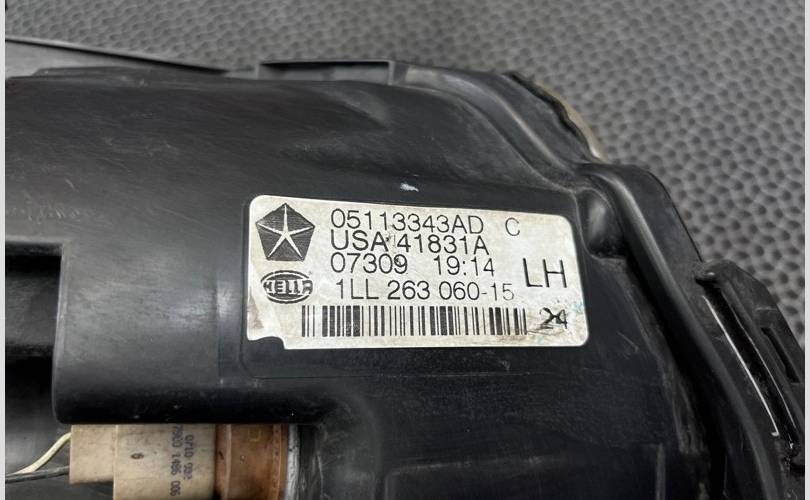 05113343AD C
USA 41831A
07309 19:14
LH
HELLA
1LL 263 060-15
24